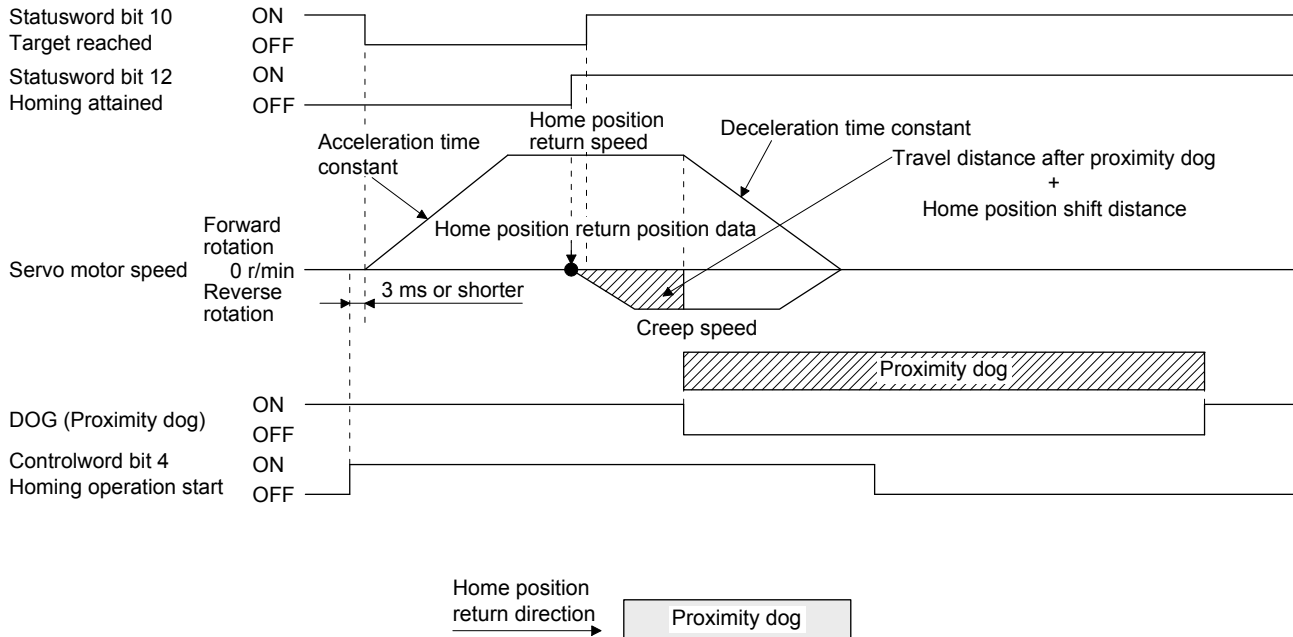 Statusword bit 10
Target reached
ON
OFF
Statusword bit 12
Homing attained
ON
OFF
Acceleration time
constant
Home position
return speed
Deceleration time constant
Travel distance after proximity dog
+
Home position shift distance
Home position return position data
Servo motor speed
Forward
rotation
0 r/min
Reverse
rotation
3 ms or shorter
Creep speed
Proximity dog
DOG (Proximity dog)
ON
OFF
Controlword bit 4
Homing operation start
ON
OFF
Home position
return direction
Proximity dog